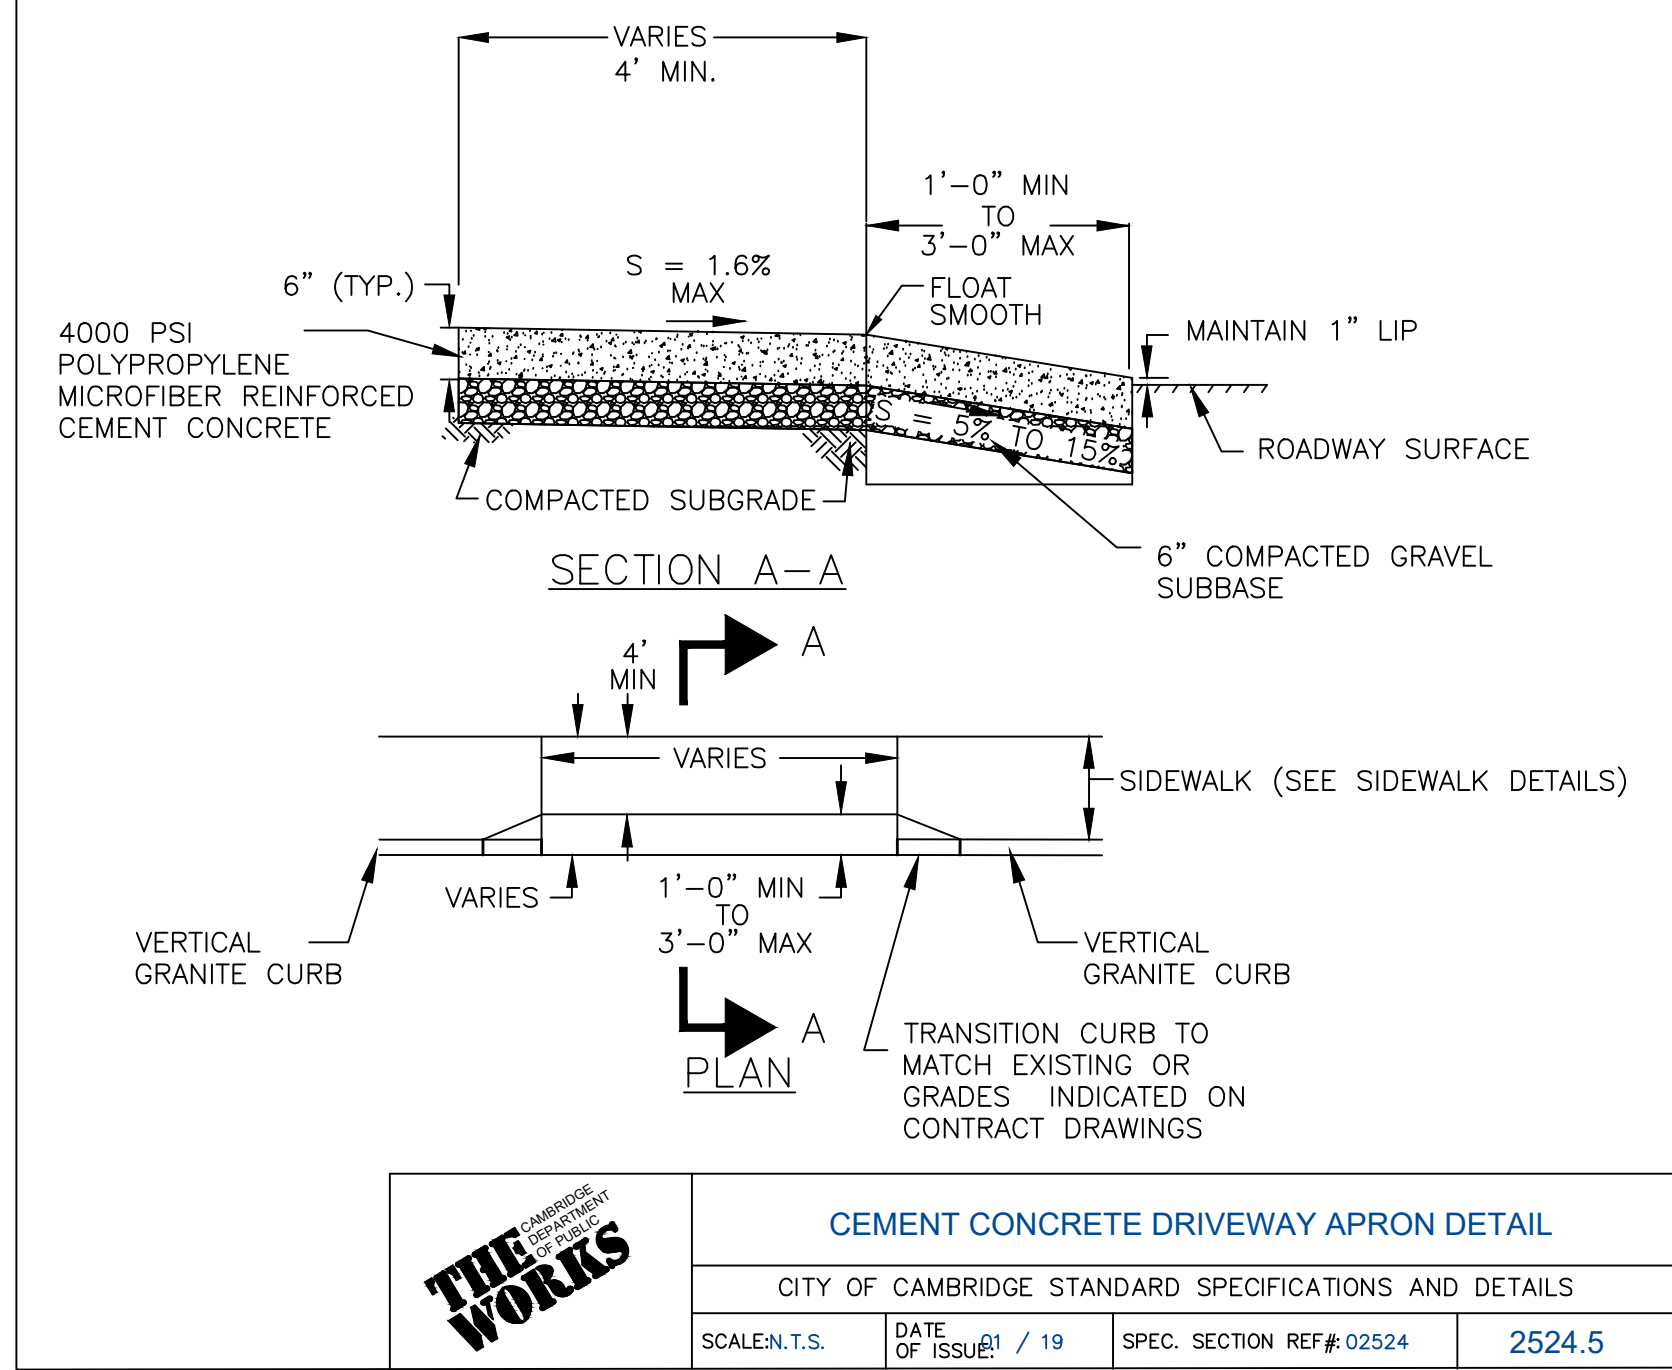 VARIES
4' MIN.
1'-0" MIN
TO
3'-0" MAX
S = 1.6%
MAX
6" (TYP.)
FLOAT
SMOOTH
4000 PSI
POLYPROPYLENE
MICROFIBER REINFORCED
CEMENT CONCRETE
MAINTAIN 1" LIP
S = 5% TO 15%
ROADWAY SURFACE
COMPACTED SUBGRADE
6" COMPACTED GRAVEL
SUBBASE
SECTION A-A
A
4'
MIN
VARIES
SIDEWALK (SEE SIDEWALK DETAILS)
VARIES
1'-0" MIN
TO
3'-0" MAX
VERTICAL
GRANITE CURB
VERTICAL
GRANITE CURB
A
TRANSITION CURB TO
MATCH EXISTING OR
GRADES INDICATED ON
CONTRACT DRAWINGS
PLAN
CAMBRIDGE
DEPARTMENT
OF PUBLIC
THE
WORKS
CEMENT CONCRETE DRIVEWAY APRON DETAIL
CITY OF CAMBRIDGE STANDARD SPECIFICATIONS AND DETAILS
SCALE:N.T.S.
DATE
OF ISSUE: 01 / 19
SPEC. SECTION REF#: 02524
2524.5